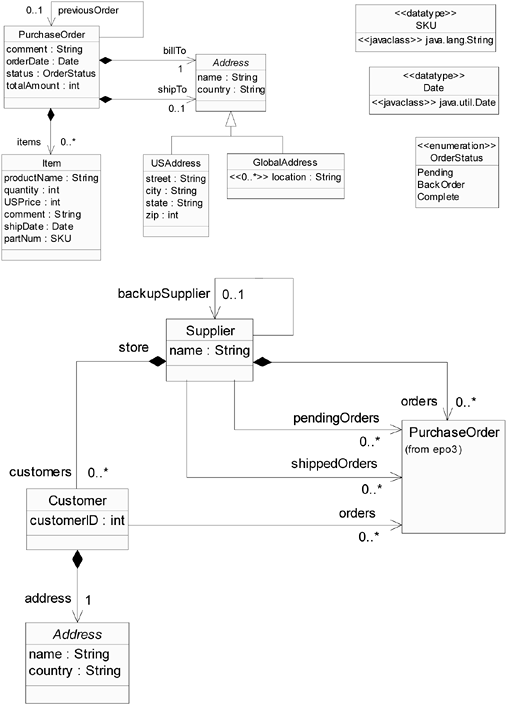 0..1
previousOrder
PurchaseOrder
comment : String
orderDate : Date
status : OrderStatus
totalAmount : int
billTo
1
shipTo
0..1
Address
name : String
country : String
items
0..*
Item
productName : String
quantity : int
USPrice : int
comment : String
shipDate : Date
partNum : SKU
USAddress
street : String
city : String
state : String
zip : int
GlobalAddress
<<0..*>> location : String
<<datatype>>
SKU
<<javaclass>> java.lang.String
<<datatype>>
Date
<<javaclass>> java.util.Date
<<enumeration>>
OrderStatus
Pending
BackOrder
Complete
backupSupplier
0..1
Supplier
name : String
store
orders
0..*
pendingOrders
0..*
shippedOrders
0..*
PurchaseOrder
(from epo3)
customers
0..*
Customer
customerID : int
orders
0..*
address
1
Address
name : String
country : String